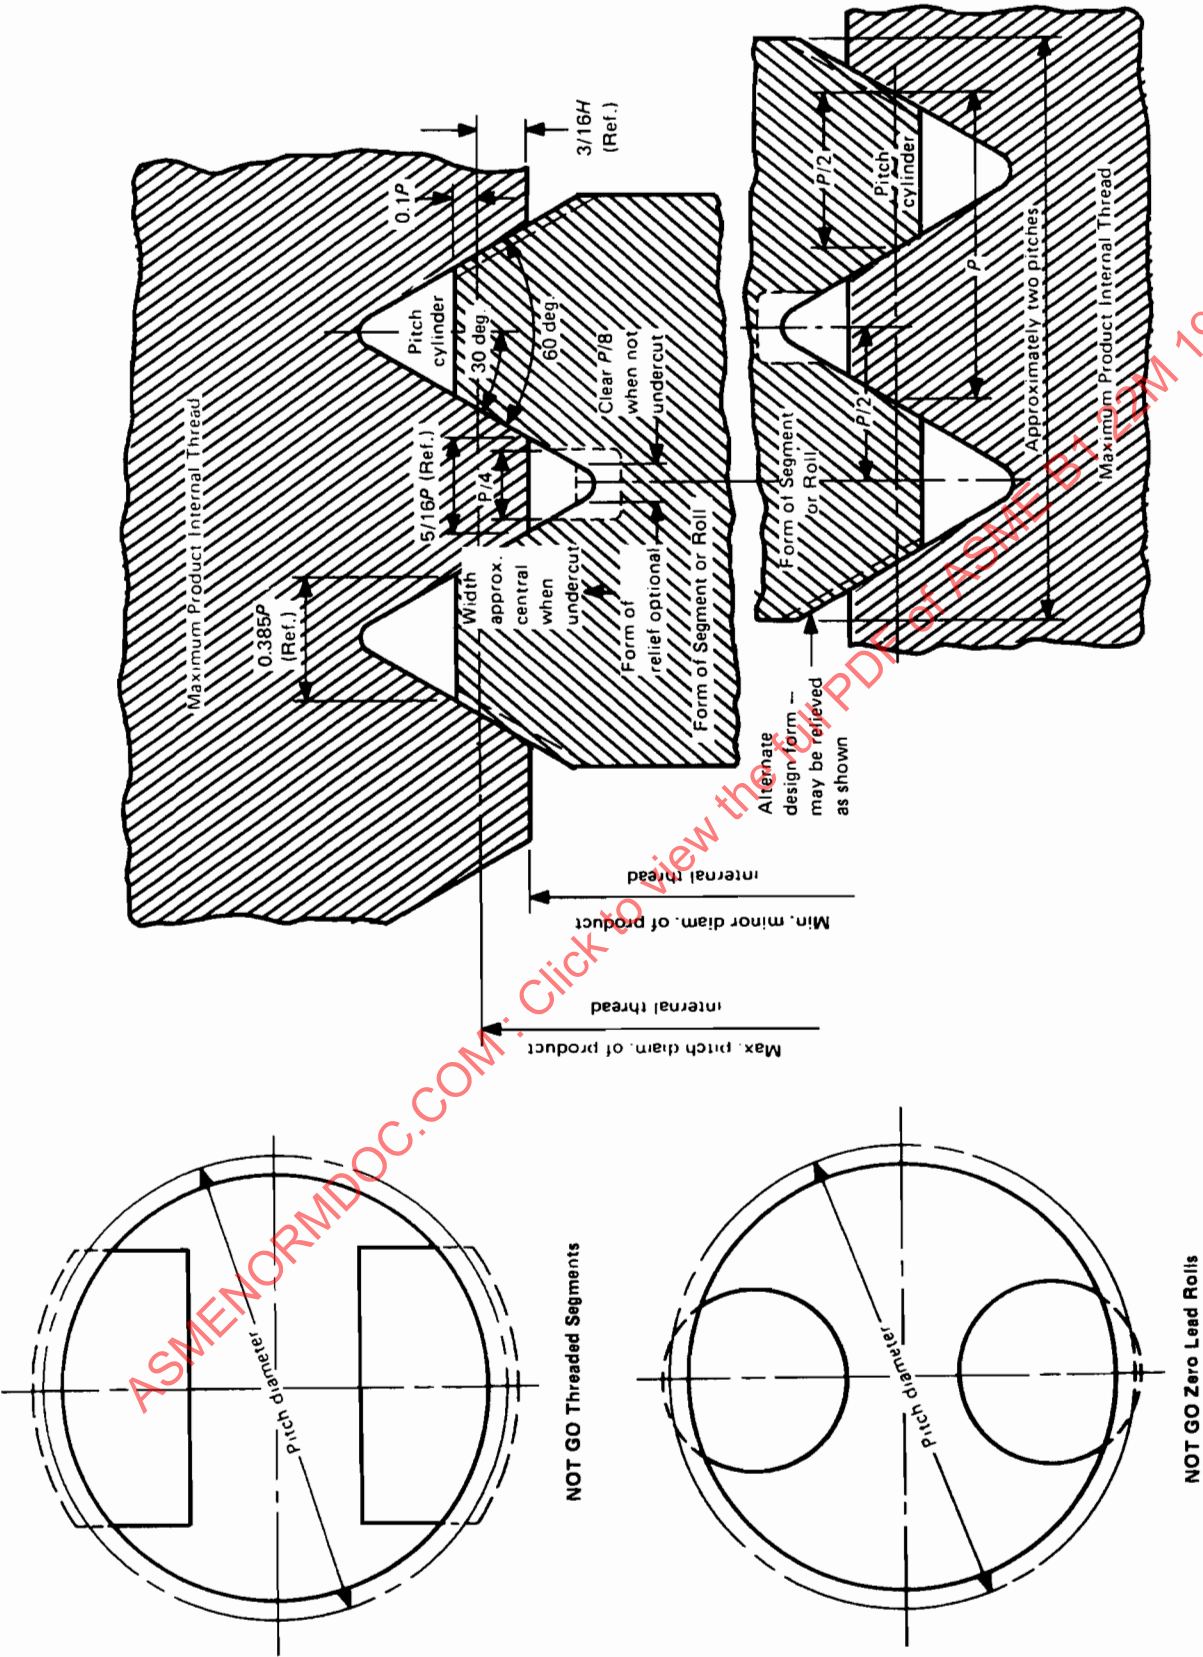 Maximum Product Internal Thread
0.385P
(Ref.)
5/16P (Ref.)
P/4
0.1P
3/16H
(Ref.)
Pitch
cylinder
30 deg.
60 deg.
Width
approx.
central
when
undercut
Clear P/8
when not
undercut
Form of
relief optional
Form of Segment or Roll
Min. minor diam. of product
internal thread
Max. pitch diam. of product
internal thread
Form of Segment
or Roll
P/2
Pitch
cylinder
P
P/2
Approximately two pitches
Maximum Product Internal Thread
Alternate
design form —
may be relieved
as shown
Pitch diameter
NOT GO Threaded Segments
Pitch diameter
NOT GO Zero Lead Rolls
ASMENORMDOC.COM : Click to view the full PDF of ASME B1.22M